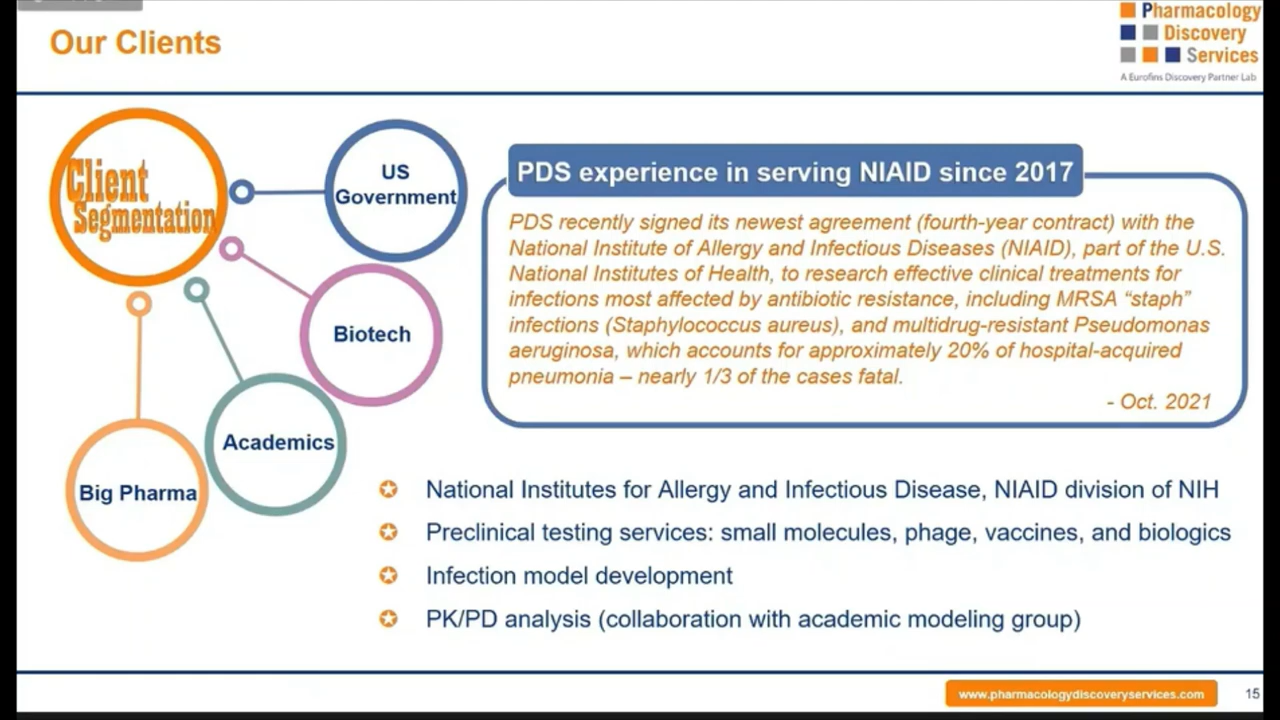 Our Clients
Pharmacology
Discovery
Services
A Eurofins Discovery Partner Lab
Client
Segmentation
US
Government
Biotech
Academics
Big Pharma
PDS experience in serving NIAID since 2017
PDS recently signed its newest agreement (fourth-year contract) with the
National Institute of Allergy and Infectious Diseases (NIAID), part of the U.S.
National Institutes of Health, to research effective clinical treatments for
infections most affected by antibiotic resistance, including MRSA “staph”
infections (Staphylococcus aureus), and multidrug-resistant Pseudomonas
aeruginosa, which accounts for approximately 20% of hospital-acquired
pneumonia – nearly 1/3 of the cases fatal.
- Oct. 2021
National Institutes for Allergy and Infectious Disease, NIAID division of NIH
Preclinical testing services: small molecules, phage, vaccines, and biologics
Infection model development
PK/PD analysis (collaboration with academic modeling group)
www.pharmacologydiscoveryservices.com
15